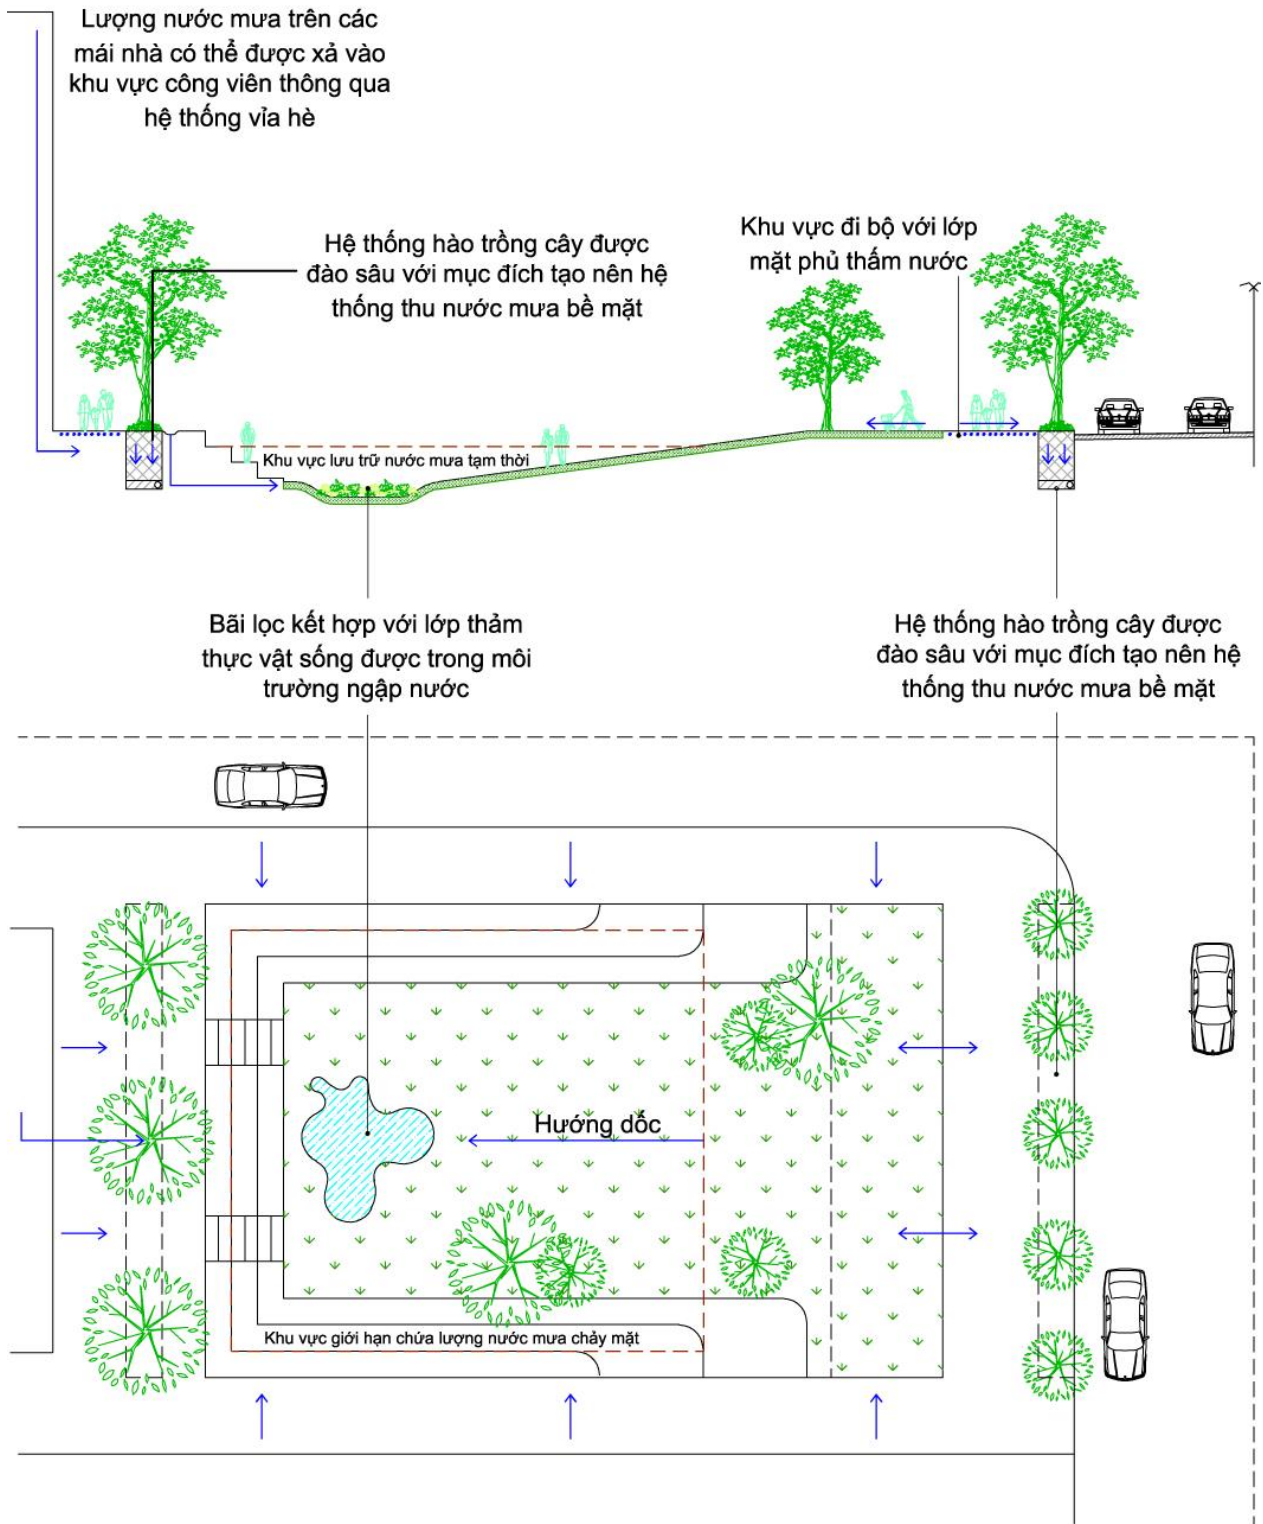 Lượng nước mưa trên các
mái nhà có thể được xả vào
khu vực công viên thông qua
hệ thống vỉa hè
Hệ thống hào trồng cây được
đào sâu với mục đích tạo nên hệ
thống thu nước mưa bề mặt
Khu vực đi bộ với lớp
mặt phủ thấm nước
Khu vực lưu trữ nước mưa tạm thời
Bãi lọc kết hợp với lớp thảm
thực vật sống được trong môi
trường ngập nước
Hệ thống hào trồng cây được
đào sâu với mục đích tạo nên hệ
thống thu nước mưa bề mặt
Hướng dốc
Khu vực giới hạn chứa lượng nước mưa chảy mặt